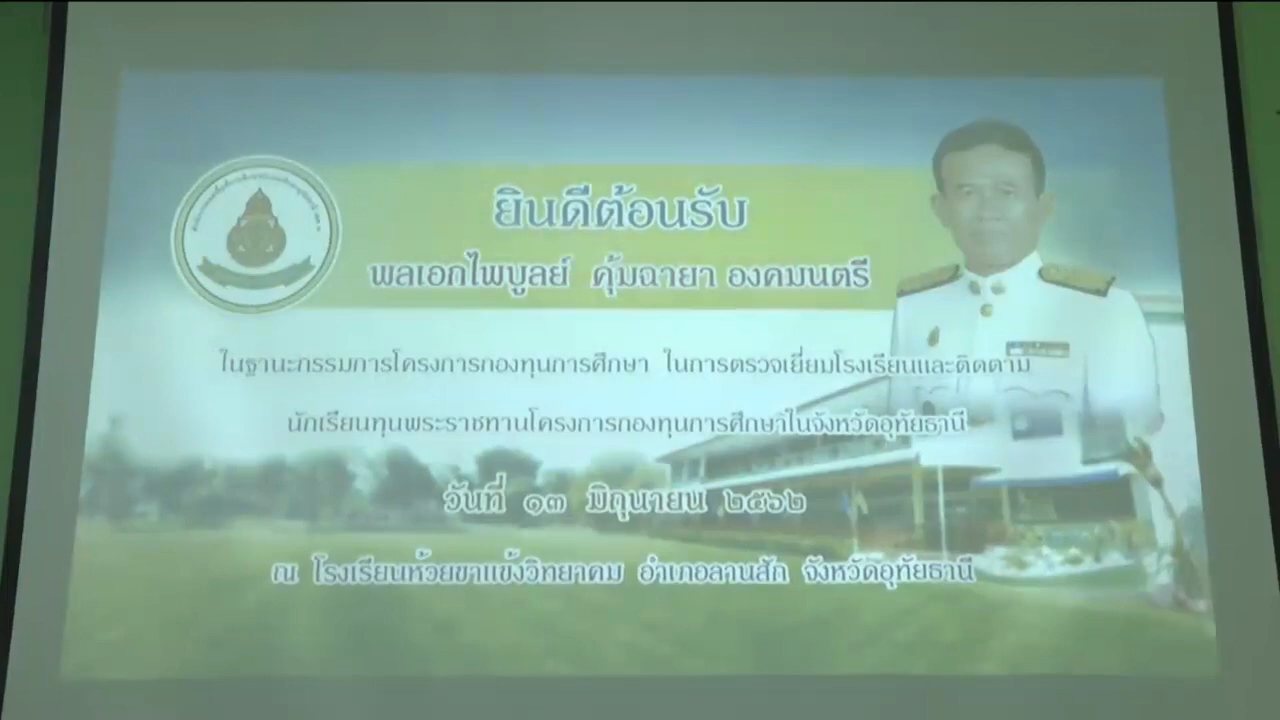 ยินดีต้อนรับ
พลเอกไพบูลย์ คุ้มฉายา องคมนตรี
ในฐานะกรรมการโครงการกองทุนการศึกษา ในการตรวจเยี่ยมโรงเรียนและติดตาม
นักเรียนทุนพระราชทานโครงการกองทุนการศึกษาในจังหวัดอุทัยธานี
วันที่ ๑๓ มิถุนายน ๒๕๖๒
ณ โรงเรียนห้วยขาแข้งวิทยาคม อำเภอลานสัก จังหวัดอุทัยธานี